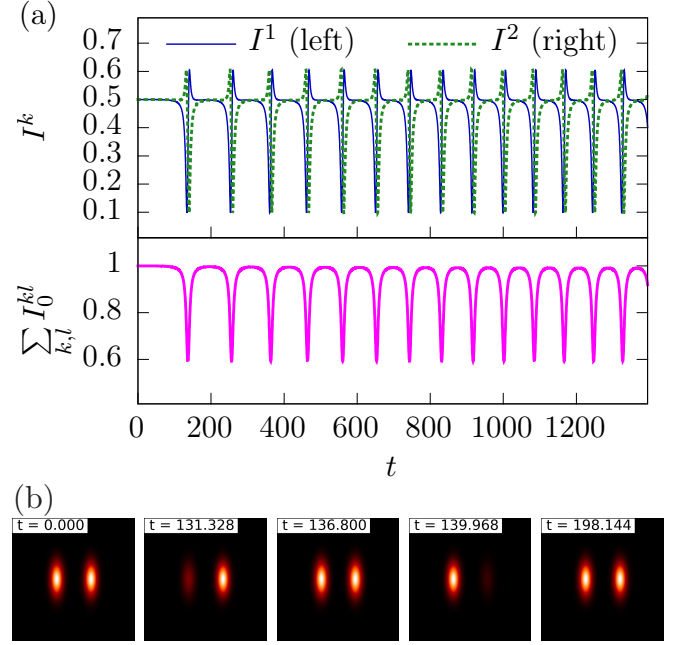 (a)
I^1 (left) I^2 (right)
0.7
0.6
0.5
0.4
0.3
0.2
0.1
I^k
1
0.8
0.6
∑_{k,l} I_0^{kl}
0 200 400 600 800 1000 1200
t
(b)
t = 0.000 t = 131.328 t = 136.800 t = 139.968 t = 198.144